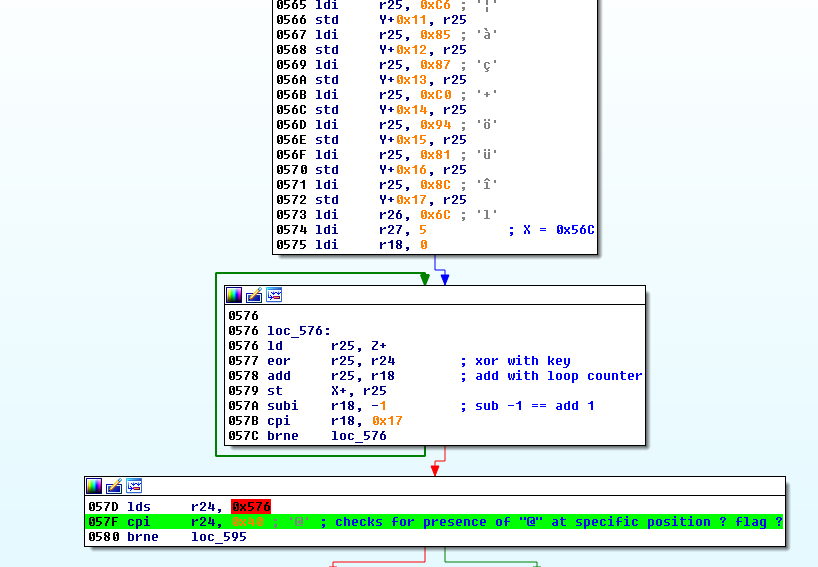 0565 ldi r25, 0xC6 ; '¦'
0566 std Y+0x11, r25
0567 ldi r25, 0x85 ; 'à'
0568 std Y+0x12, r25
0569 ldi r25, 0x87 ; 'ç'
056A std Y+0x13, r25
056B ldi r25, 0xC0 ; '+'
056C std Y+0x14, r25
056D ldi r25, 0x94 ; 'ö'
056E std Y+0x15, r25
056F ldi r25, 0x81 ; 'ü'
0570 std Y+0x16, r25
0571 ldi r25, 0x8C ; 'î'
0572 std Y+0x17, r25
0573 ldi r26, 0x6C ; 'l'
0574 ldi r27, 5 ; X = 0x56C
0575 ldi r18, 0
0576
0576 loc_576:
0576 ld r25, Z+
0577 eor r25, r24 ; xor with key
0578 add r25, r18 ; add with loop counter
0579 st X+, r25
057A subi r18, -1 ; sub -1 == add 1
057B cpi r18, 0x17
057C brne loc_576
057D lds r24, 0x576
057F cpi r24, ; '@' ; checks for presence of "@" at specific position ? flag ?
0580 brne loc_595